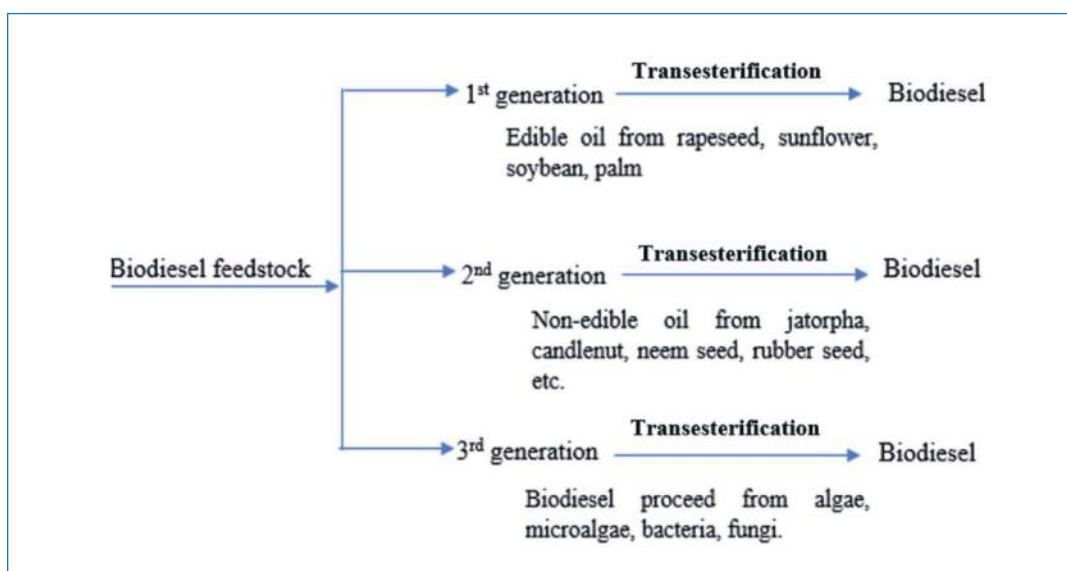 Transesterification
1st generation
Biodiesel
Edible oil from rapeseed, sunflower,
soybean, palm
Biodiesel feedstock
Transesterification
2nd generation
Biodiesel
Non-edible oil from jatorpha,
candlenut, neem seed, rubber seed,
etc.
Transesterification
3rd generation
Biodiesel
Biodiesel proceed from algae,
microalgae, bacteria, fungi.